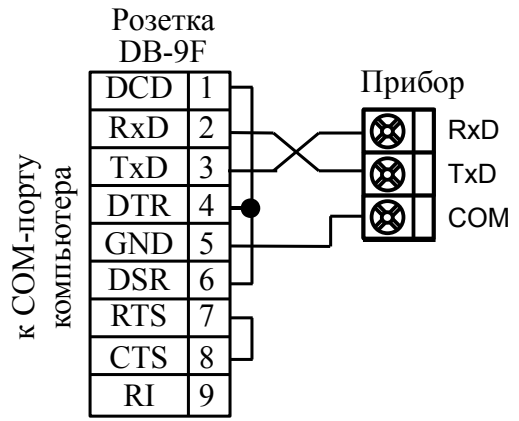 Розетка
DB-9F
DCD 1
RxD 2
TxD 3
DTR 4
GND 5
DSR 6
RTS 7
CTS 8
RI 9
к COM-порту
компьютера
Прибор
RxD
TxD
COM